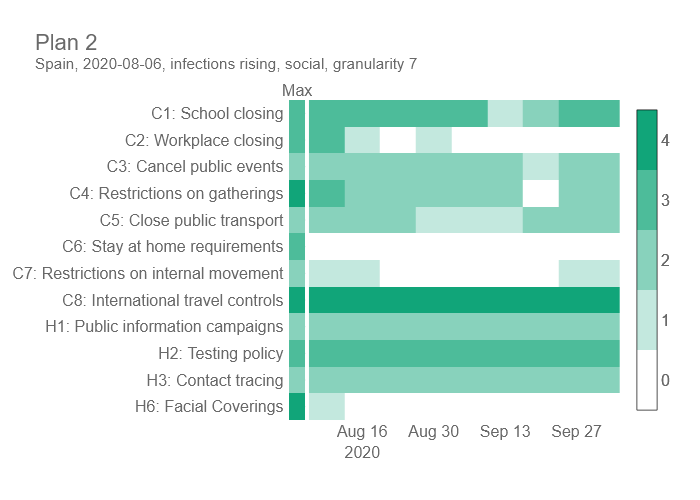 Plan 2
Spain, 2020-08-06, infections rising, social, granularity 7
Max
C1: School closing
C2: Workplace closing
C3: Cancel public events
C4: Restrictions on gatherings
C5: Close public transport
C6: Stay at home requirements
C7: Restrictions on internal movement
C8: International travel controls
H1: Public information campaigns
H2: Testing policy
H3: Contact tracing
H6: Facial Coverings
Aug 16 Aug 30 Sep 13 Sep 27
2020
4
3
2
1
0